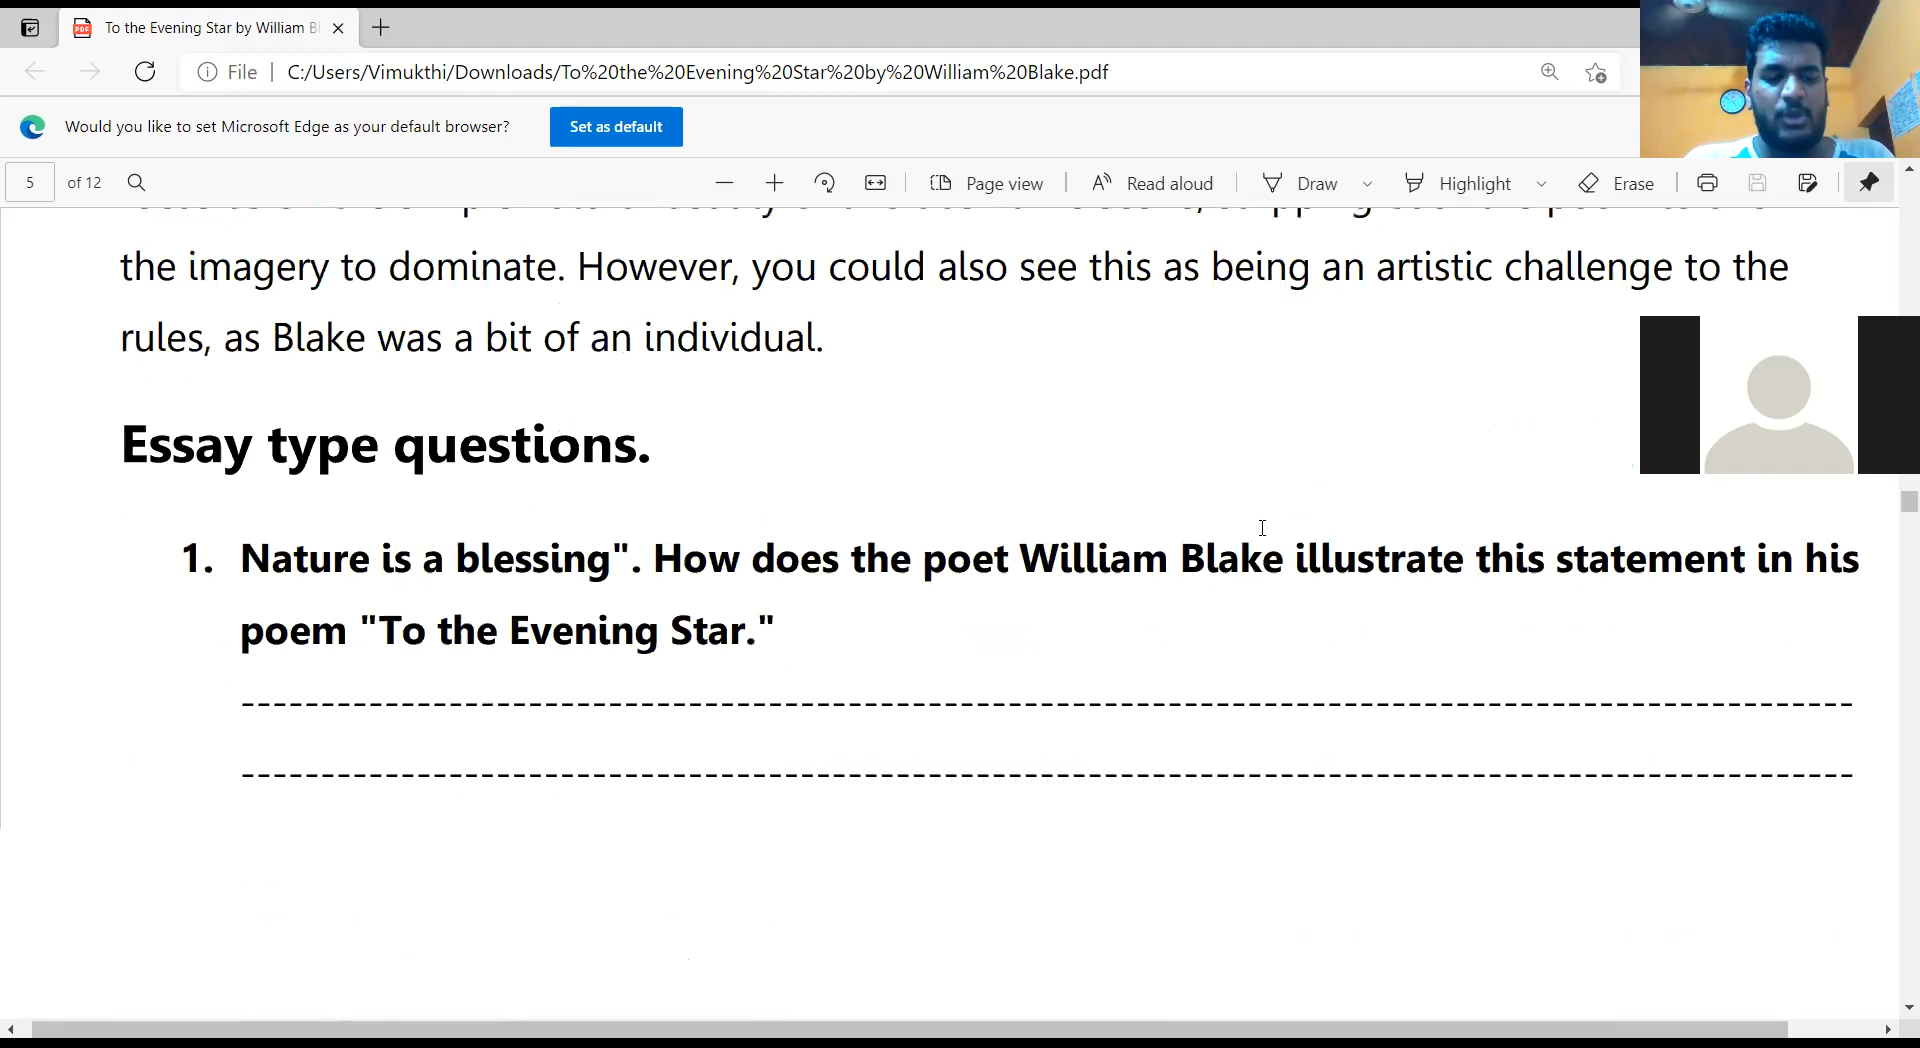 To the Evening Star by William B
File
C:/Users/Vimukthi/Downloads/To%20the%20Evening%20Star%20by%20William%20Blake.pdf
Would you like to set Microsoft Edge as your default browser?
Set as default
5 of 12
Page view
Read aloud
Draw
Highlight
Erase
the imagery to dominate. However, you could also see this as being an artistic challenge to the
rules, as Blake was a bit of an individual.
Essay type questions.
1. Nature is a blessing". How does the poet William Blake illustrate this statement in his
poem "To the Evening Star."